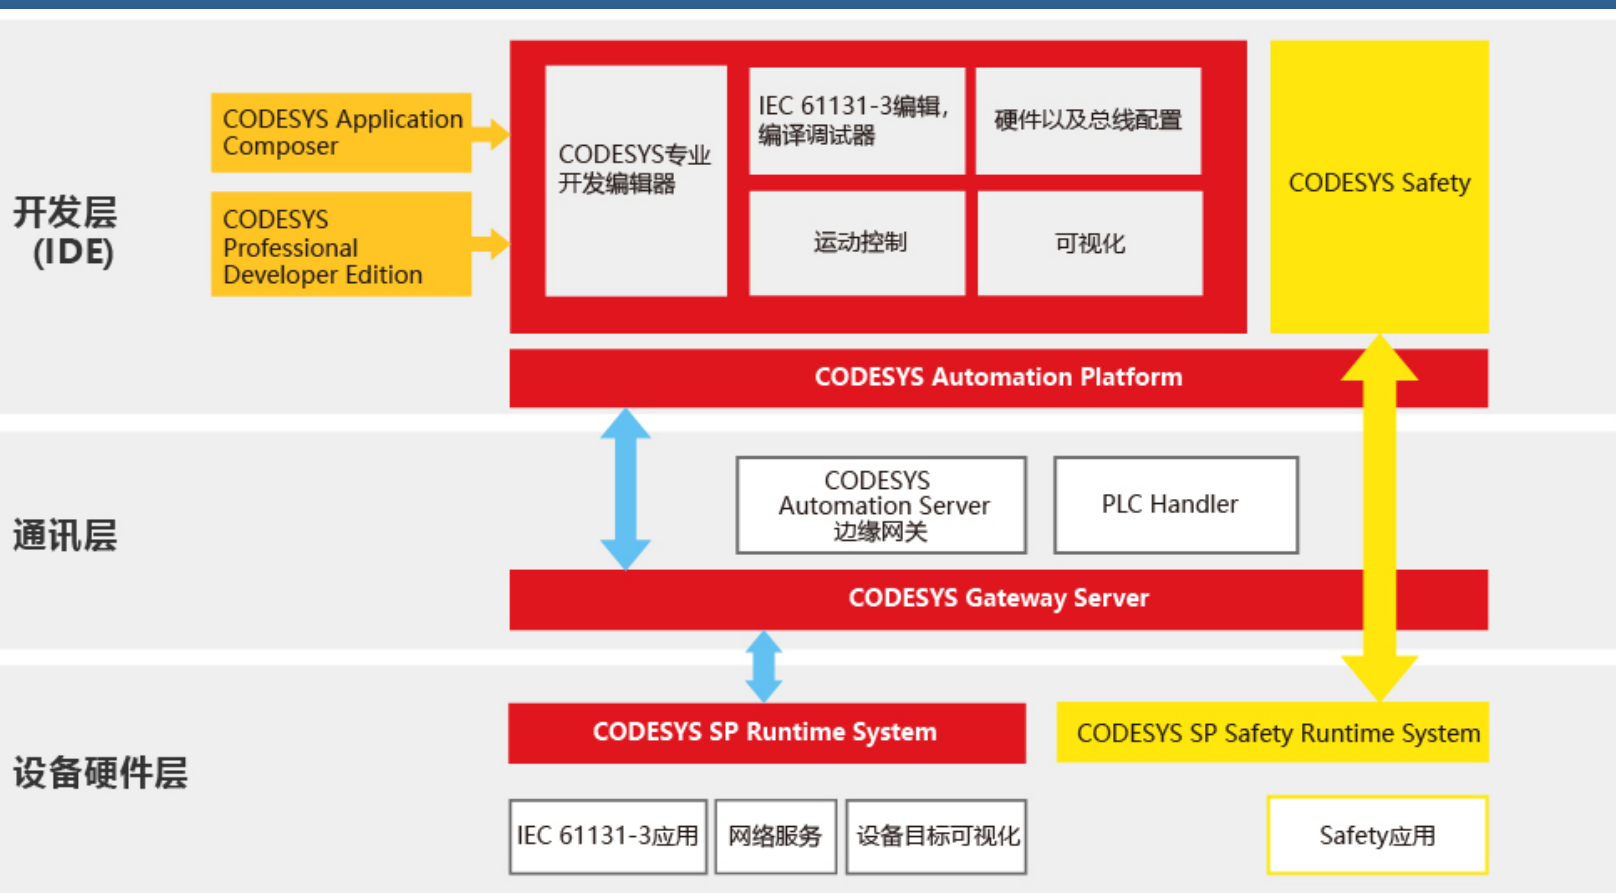 开发层
(IDE)
CODESYS Application
Composer
CODESYS
Professional
Developer Edition
CODESYS专业
开发编辑器
IEC 61131-3编辑,
编译调试器
硬件以及总线配置
运动控制
可视化
CODESYS Safety
CODESYS Automation Platform
通讯层
CODESYS
Automation Server
边缘网关
PLC Handler
CODESYS Gateway Server
设备硬件层
CODESYS SP Runtime System
CODESYS SP Safety Runtime System
IEC 61131-3应用
网络服务
设备目标可视化
Safety应用